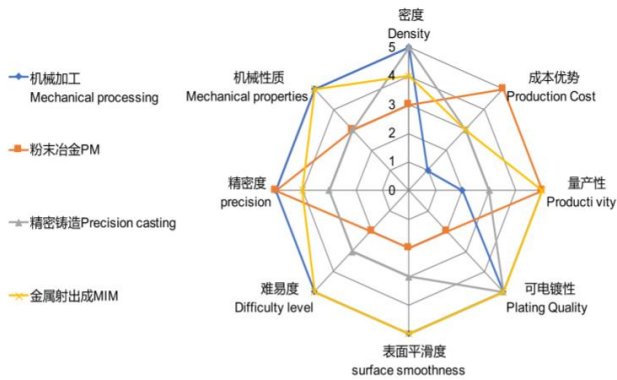 机械加工
Mechanical processing
粉末冶金PM
精密铸造Precision casting
金属射出成MIM
密度
Density
成本优势
Production Cost
量产性
Producti vity
可电镀性
Plating Quality
表面平滑度
surface smoothness
难易度
Difficulty level
精密度
precision
机械性质
Mechanical properties
5
4
3
2
1
0